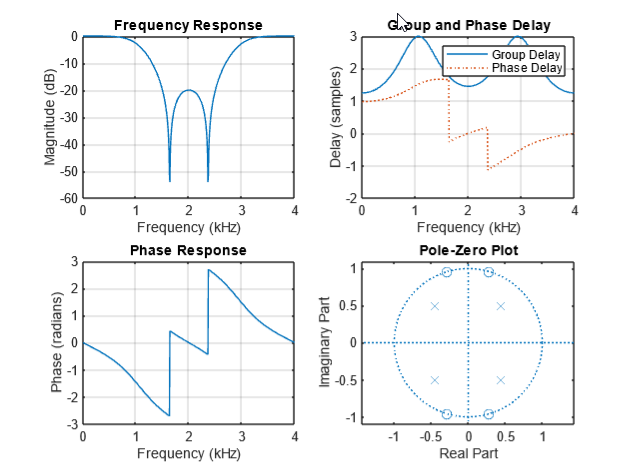 Frequency Response
0
-10
-20
-30
-40
-50
-60
Magnitude (dB)
0 1 2 3 4
Frequency (kHz)
Group and Phase Delay
3
2
1
0
-1
-2
Delay (samples)
Group Delay
Phase Delay
0 1 2 3 4
Frequency (kHz)
Phase Response
3
2
1
0
-1
-2
-3
Phase (radians)
0 1 2 3 4
Frequency (kHz)
Pole-Zero Plot
1
0.5
0
-0.5
-1
Imaginary Part
-1 -0.5 0 0.5 1
Real Part